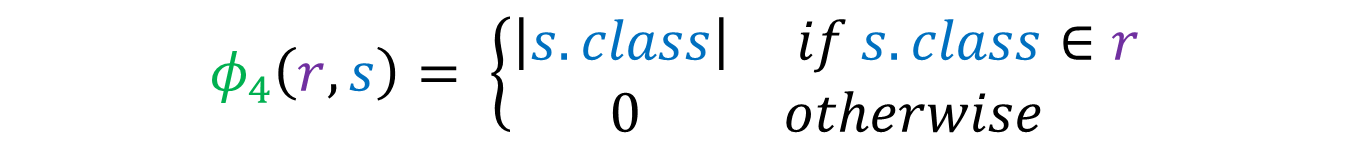 ϕ₄(r, s) = { |s. class| if s. class ∈ r
0 otherwise